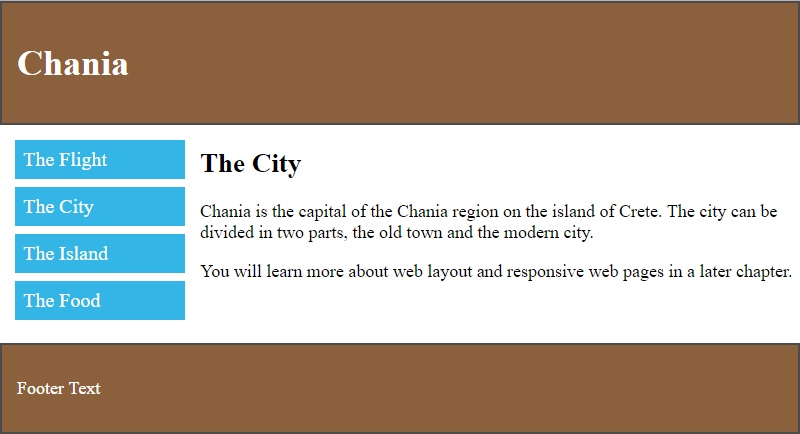 Chania
The Flight
The City
The Island
The Food
The City
Chania is the capital of the Chania region on the island of Crete. The city can be
divided in two parts, the old town and the modern city.
You will learn more about web layout and responsive web pages in a later chapter.
Footer Text